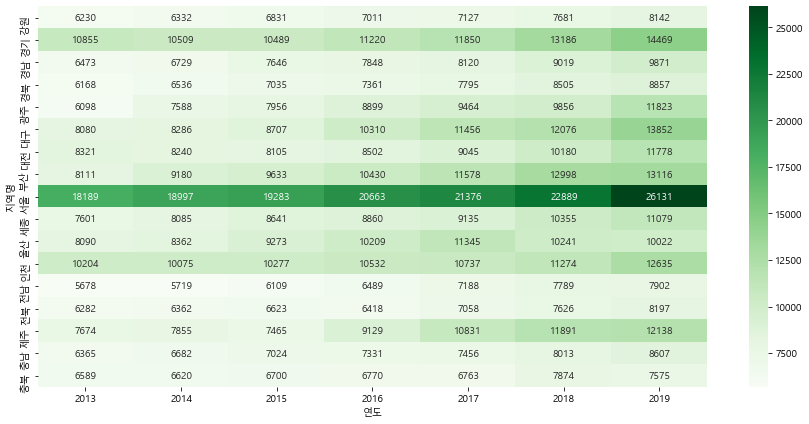 강원 6230 6332 6831 7011 7127 7681 8142
경기 10855 10509 10489 11220 11850 13186 14469
경남 6473 6729 7646 7848 8120 9019 9871
경북 6168 6536 7035 7361 7795 8505 8857
광주 6098 7588 7956 8899 9464 9856 11823
대구 8080 8286 8707 10310 11456 12076 13852
대전 8321 8240 8105 8502 9045 10180 11778
부산 8111 9180 9633 10430 11578 12998 13116
서울 18189 18997 19283 20663 21376 22889 26131
세종 7601 8085 8641 8860 9135 10355 11079
울산 8090 8362 9273 10209 11345 10241 10022
인천 10204 10075 10277 10532 10737 11274 12635
전남 5678 5719 6109 6489 7188 7789 7902
전북 6282 6362 6623 6418 7058 7626 8197
제주 7674 7855 7465 9129 10831 11891 12138
충남 6365 6682 7024 7331 7456 8013 8607
충북 6589 6620 6700 6770 6763 7874 7575
2013 2014 2015 2016 2017 2018 2019
연도
지역명
25000
22500
20000
17500
15000
12500
10000
7500